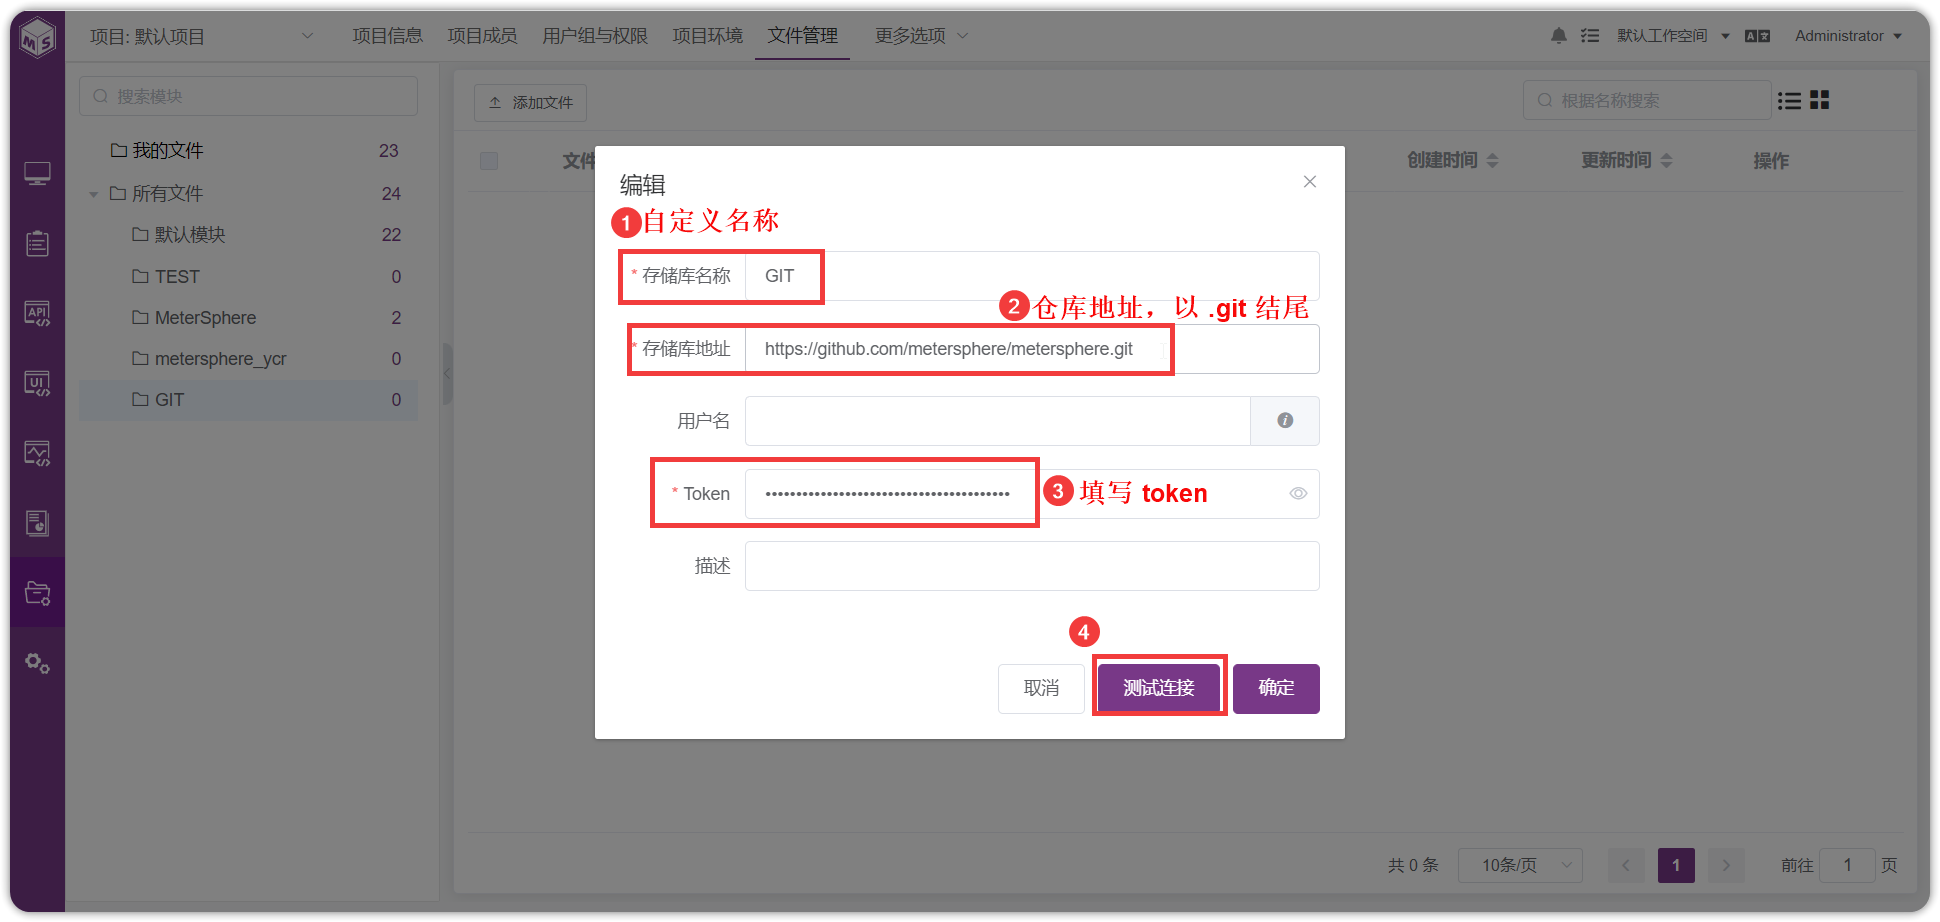 MS
项目: 默认项目
项目信息
项目成员
用户组与权限
项目环境
文件管理
更多选项
默认工作空间
Administrator
搜索模块
我的文件 23
所有文件 24
默认模块 22
TEST 0
MeterSphere 2
metersphere_ycr 0
GIT 0
API
UI
添加文件
根据名称搜索
文件
创建时间
更新时间
操作
编辑
1 自定义名称
* 存储库名称 GIT
2 仓库地址，以 .git 结尾
* 存储库地址 https://github.com/metersphere/metersphere.git
用户名
* Token ••••••••••••••••••••••••••••••••••••••••
3 填写 token
描述
4
取消
测试连接
确定
共 0 条
10条/页
1
前往 1 页